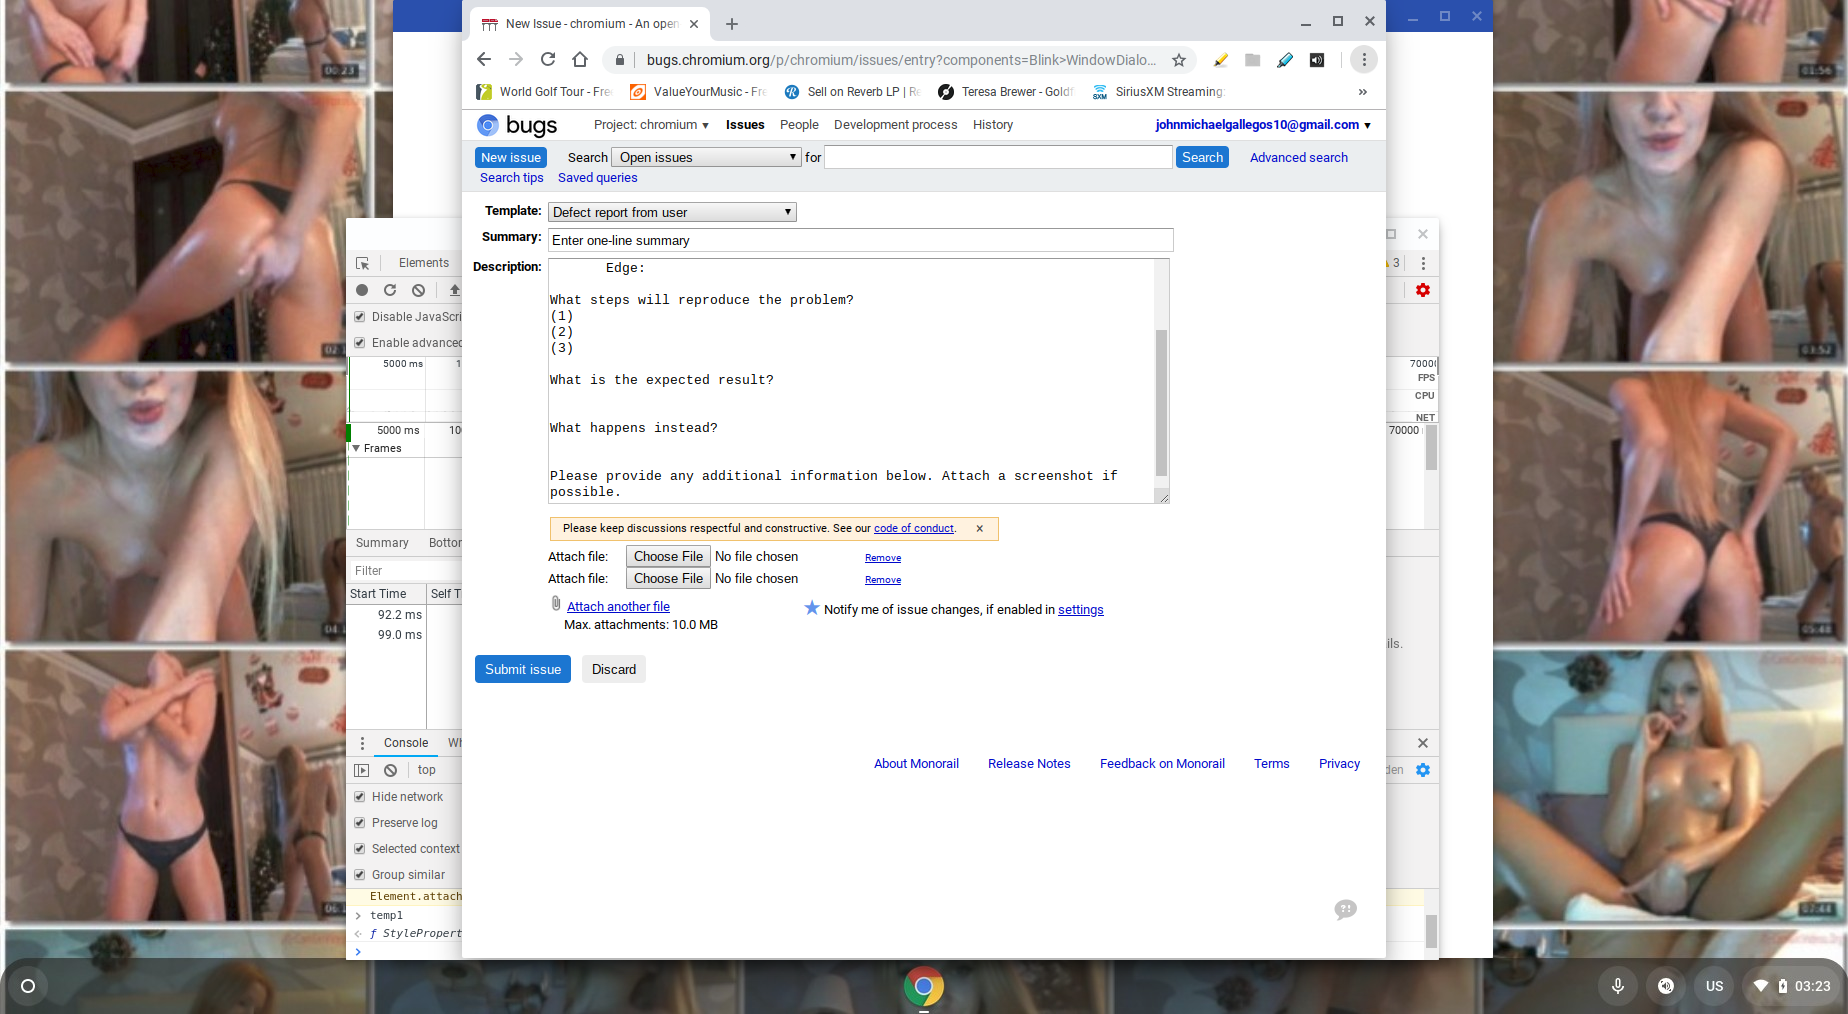 New Issue - chromium - An open
bugs.chromium.org/p/chromium/issues/entry?components=Blink>WindowDialo...
World Golf Tour - Free
ValueYourMusic - Fre
Sell on Reverb LP | Re
Teresa Brewer - Goldf
SXM
SiriusXM Streaming:
»
bugs
Project: chromium ▼
Issues
People
Development process
History
johnmichaelgallegos10@gmail.com ▼
New issue
Search
Open issues
for
Search
Advanced search
Search tips
Saved queries
Template:
Defect report from user
Summary:
Enter one-line summary
Description:
Edge:
What steps will reproduce the problem?
(1)
(2)
(3)
What is the expected result?
What happens instead?
Please provide any additional information below. Attach a screenshot if
possible.
Please keep discussions respectful and constructive. See our code of conduct.
×
Attach file:
Choose File
No file chosen
Remove
Attach file:
Choose File
No file chosen
Remove
Attach another file
Max. attachments: 10.0 MB
Notify me of issue changes, if enabled in settings
Submit issue
Discard
About Monorail
Release Notes
Feedback on Monorail
Terms
Privacy
Elements
3
Disable JavaScri
Enable advanced
5000 ms
1
7000
FPS
CPU
NET
5000 ms
10
70000
Frames
Summary
Bottor
Filter
Start Time
Self T
92.2 ms
99.0 ms
ils.
Console
Wh
top
den
Hide network
Preserve log
Selected context
Group similar
Element.attach
temp1
f StylePropert
00:23
01:56
03:52
05:48
07:44
US
03:23